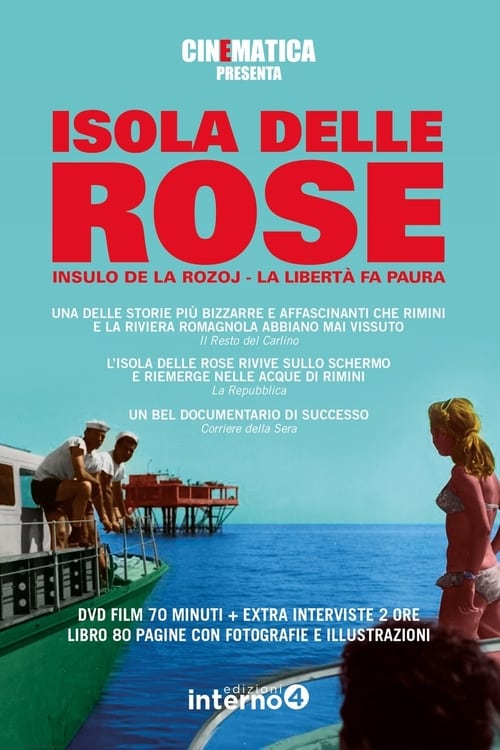 CINEMATICA
PRESENTA
ISOLA DELLE
ROSE
INSULO DE LA ROZOJ - LA LIBERTÀ FA PAURA
UNA DELLE STORIE PIÙ BIZZARRE E AFFASCINANTI CHE RIMINI
E LA RIVIERA ROMAGNOLA ABBIANO MAI VISSUTO
Il Resto del Carlino
L'ISOLA DELLE ROSE RIVIVE SULLO SCHERMO
E RIEMERGE NELLE ACQUE DI RIMINI
La Repubblica
UN BEL DOCUMENTARIO DI SUCCESSO
Corriere della Sera
DVD FILM 70 MINUTI + EXTRA INTERVISTE 2 ORE
LIBRO 80 PAGINE CON FOTOGRAFIE E ILLUSTRAZIONI
edizioni
interno4